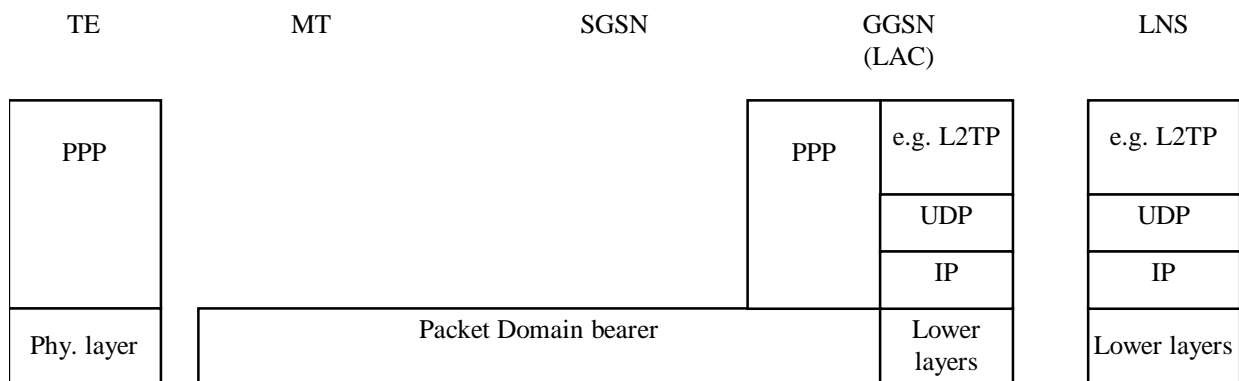 TE MT SGSN GGSN LNS
(LAC)
PPP PPP e.g. L2TP e.g. L2TP
UDP UDP
IP IP
Phy. layer Packet Domain bearer Lower Lower layers
layers